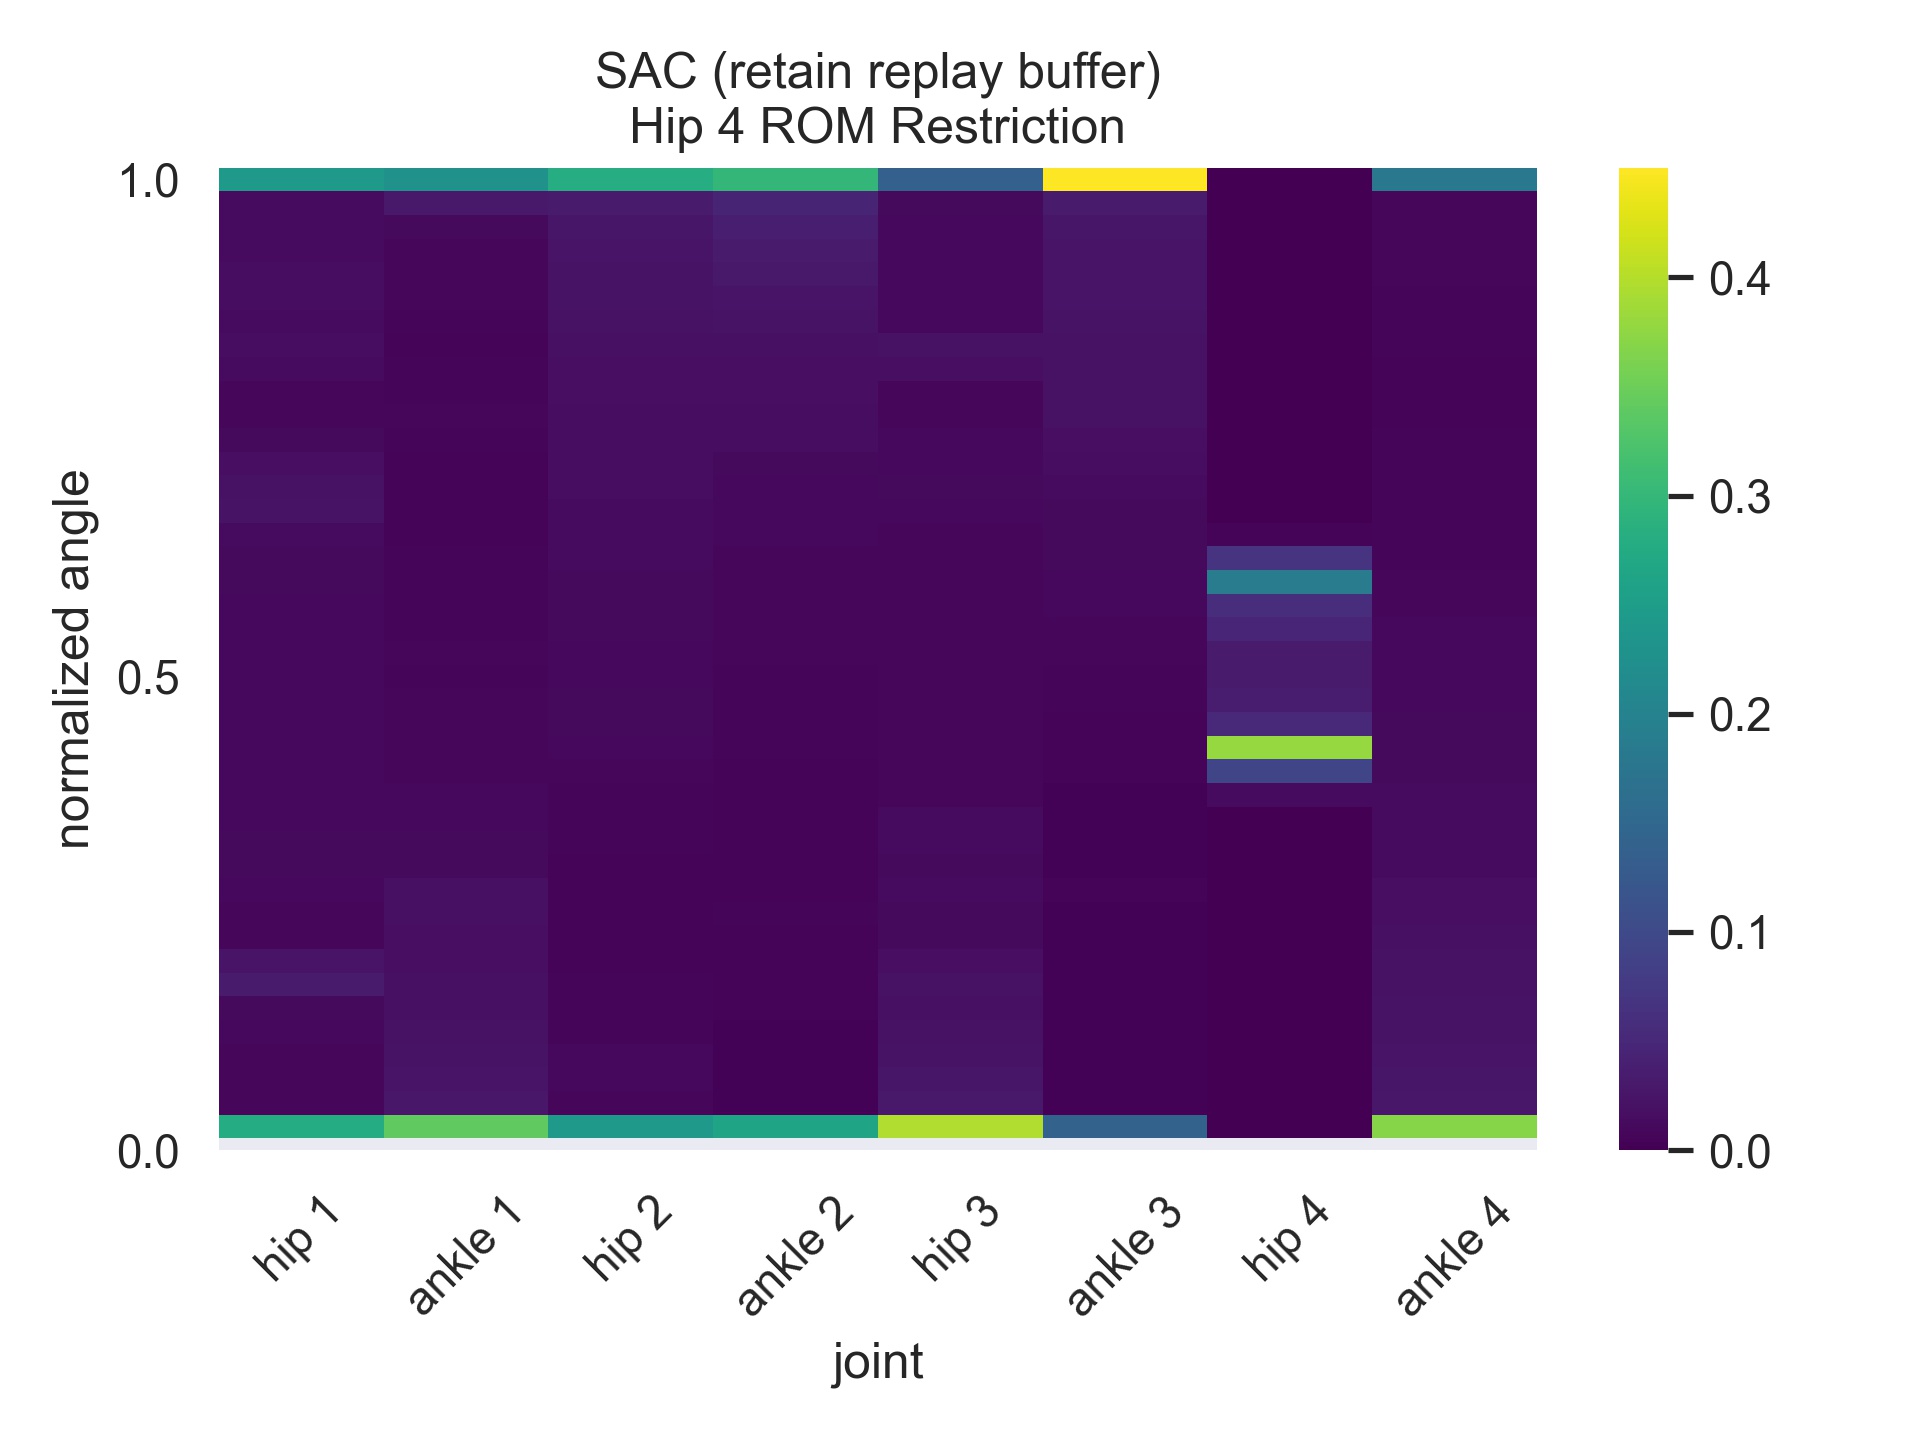 SAC (retain replay buffer)
Hip 4 ROM Restriction
normalized angle
1.0
0.5
0.0
hip 1
ankle 1
hip 2
ankle 2
hip 3
ankle 3
hip 4
ankle 4
joint
0.4
0.3
0.2
0.1
0.0